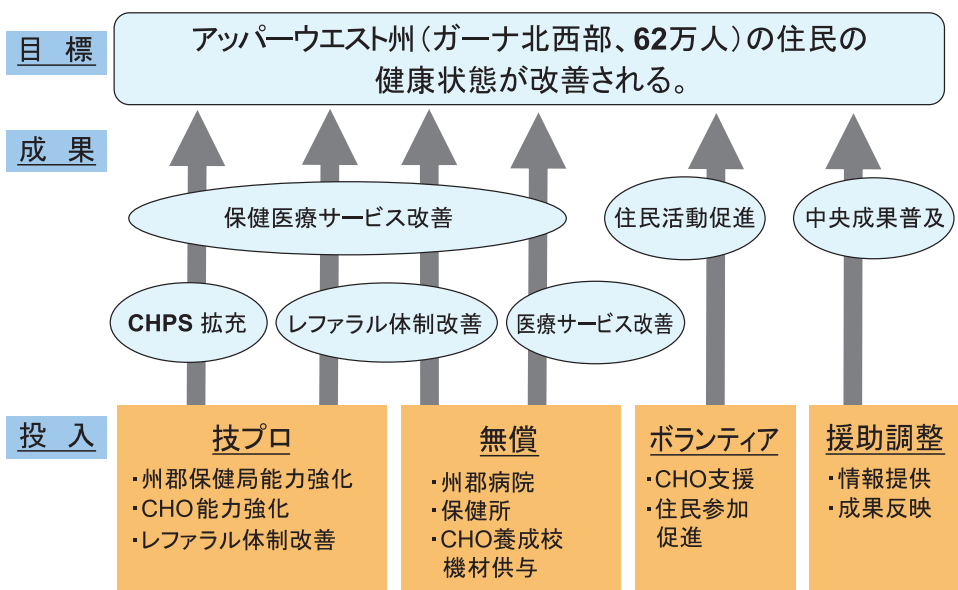 目 標
アッパーウエスト州（ガーナ北西部、62万人）の住民の
健康状態が改善される。
成 果
保健医療サービス改善
住民活動促進
中央成果普及
CHPS 拡充
レファラル体制改善
医療サービス改善
投 入
技プロ
・州郡保健局能力強化
・CHO能力強化
・レファラル体制改善
無償
・州郡病院
・保健所
・CHO養成校
機材供与
ボランティア
・CHO支援
・住民参加
促進
援助調整
・情報提供
・成果反映